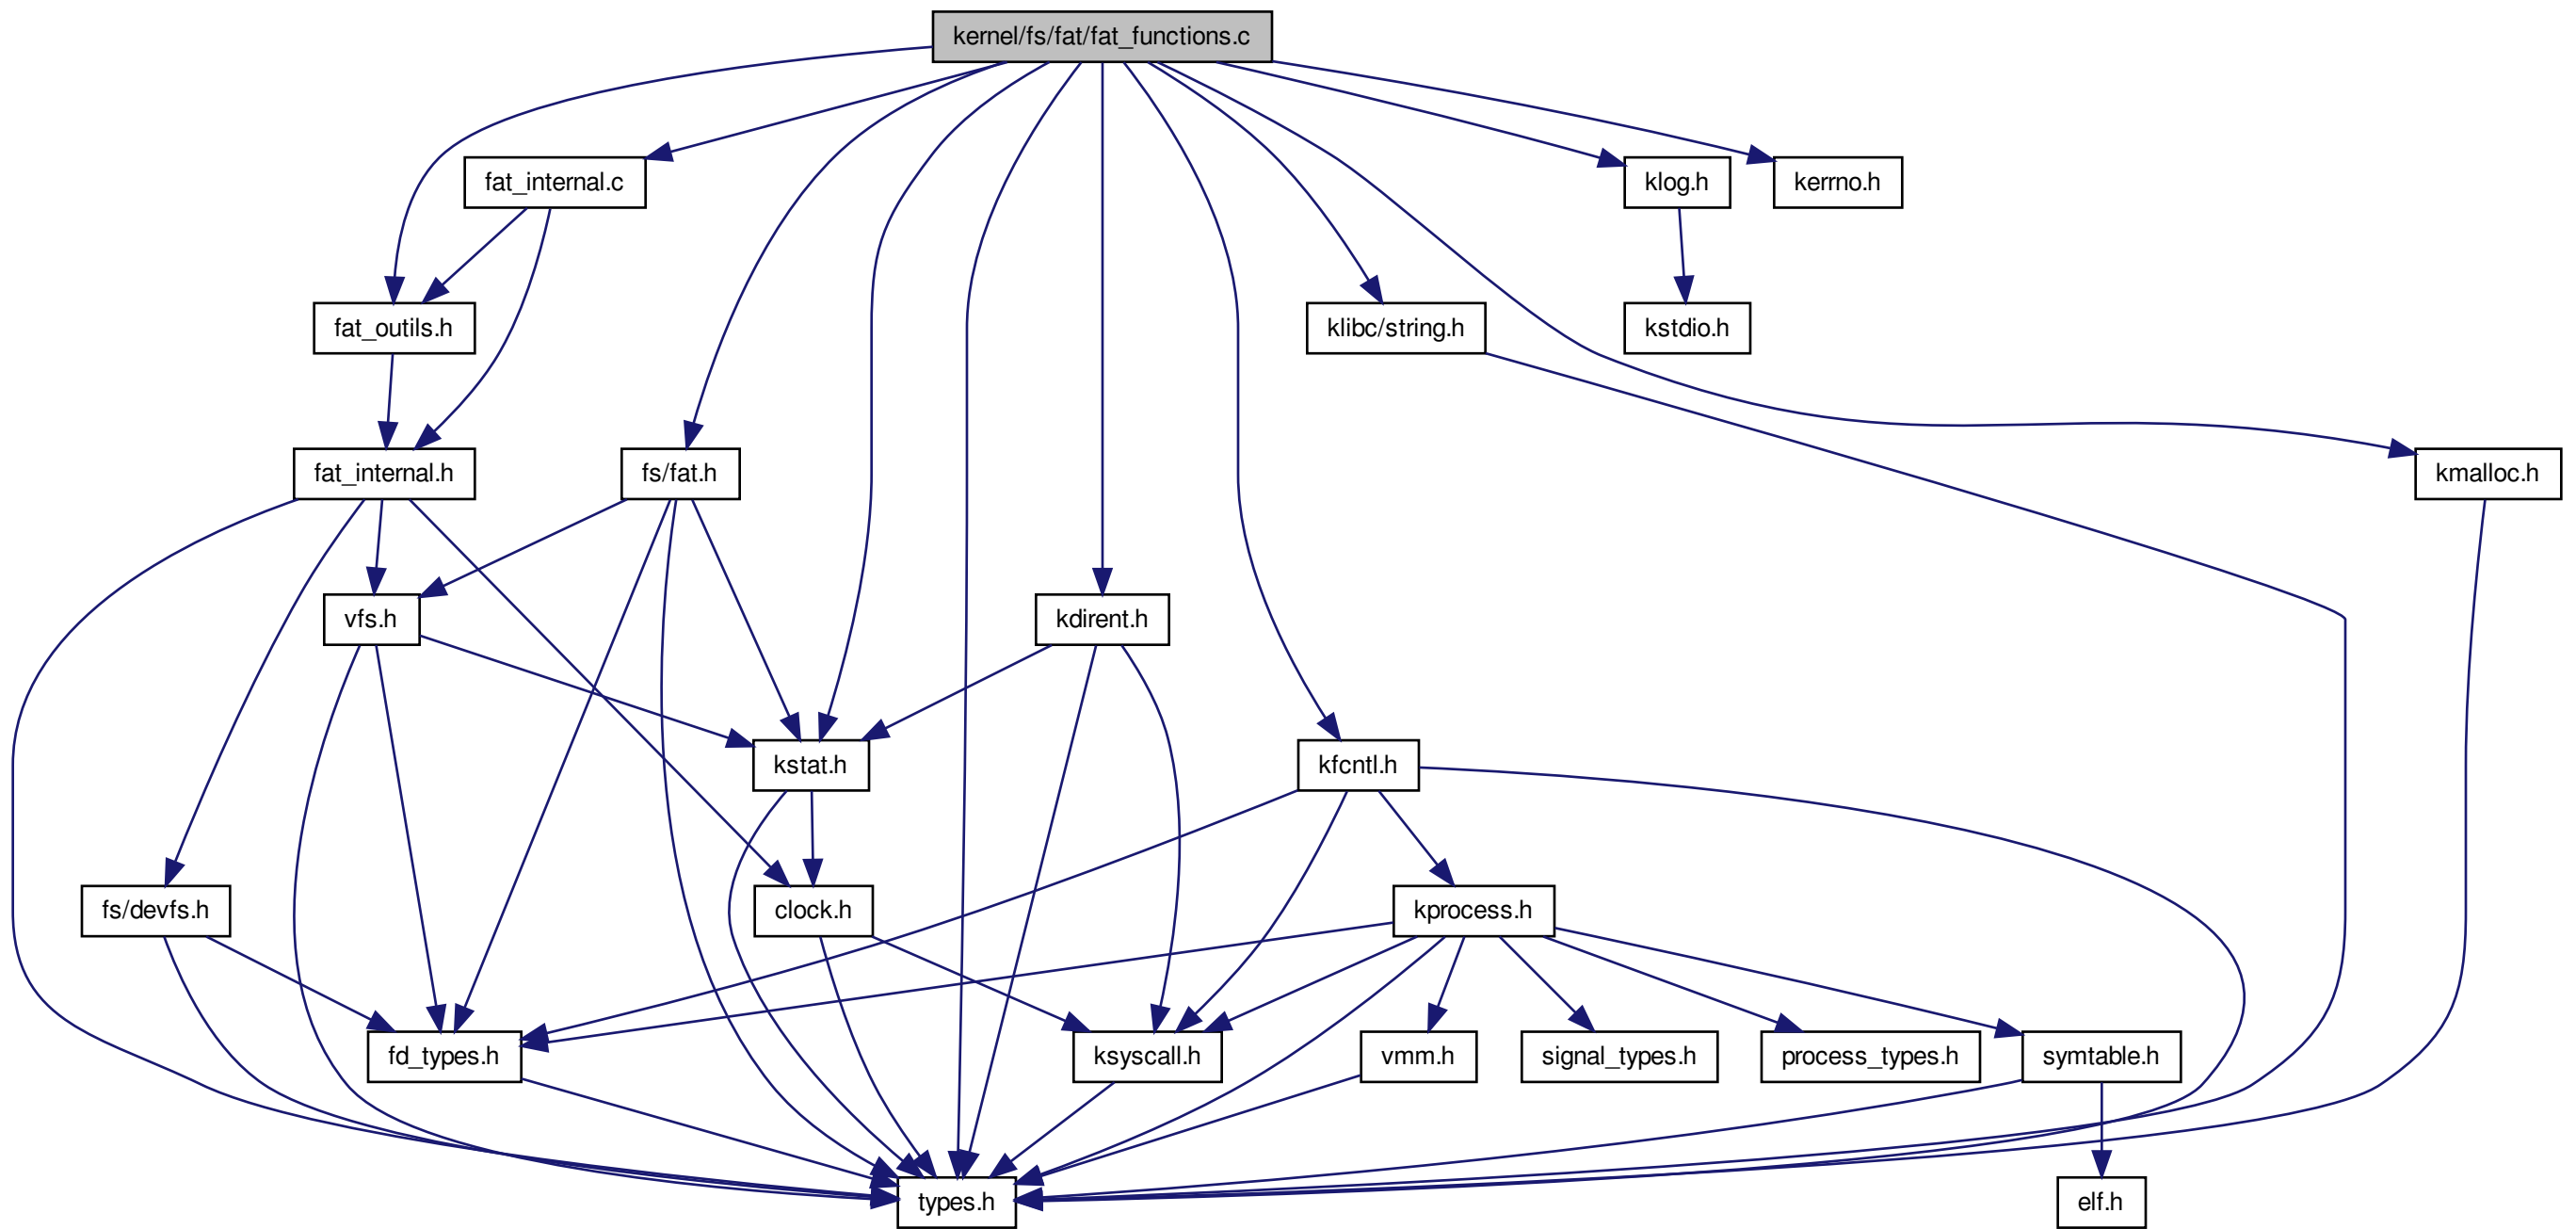 kernel/fs/fat/fat_functions.c
fat_internal.c
klog.h
kerrno.h
fat_outils.h
klibc/string.h
kstdio.h
fat_internal.h
fs/fat.h
kmalloc.h
vfs.h
kdirent.h
kstat.h
kfcntl.h
fs/devfs.h
clock.h
kprocess.h
fd_types.h
ksyscall.h
vmm.h
signal_types.h
process_types.h
symtable.h
types.h
elf.h